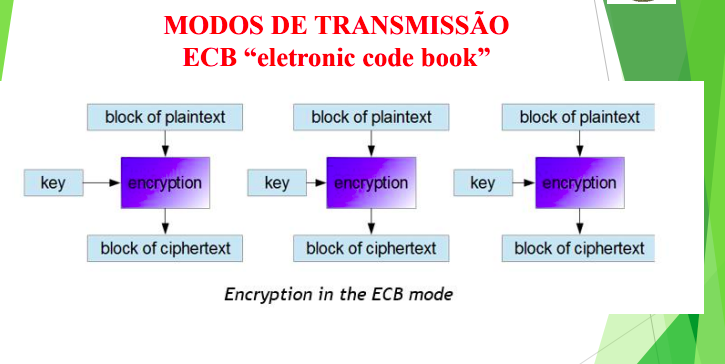 MODOS DE TRANSMISSÃO
ECB “eletronic code book”
block of plaintext block of plaintext block of plaintext
key encryption key encryption key encryption
block of ciphertext block of ciphertext block of ciphertext
Encryption in the ECB mode